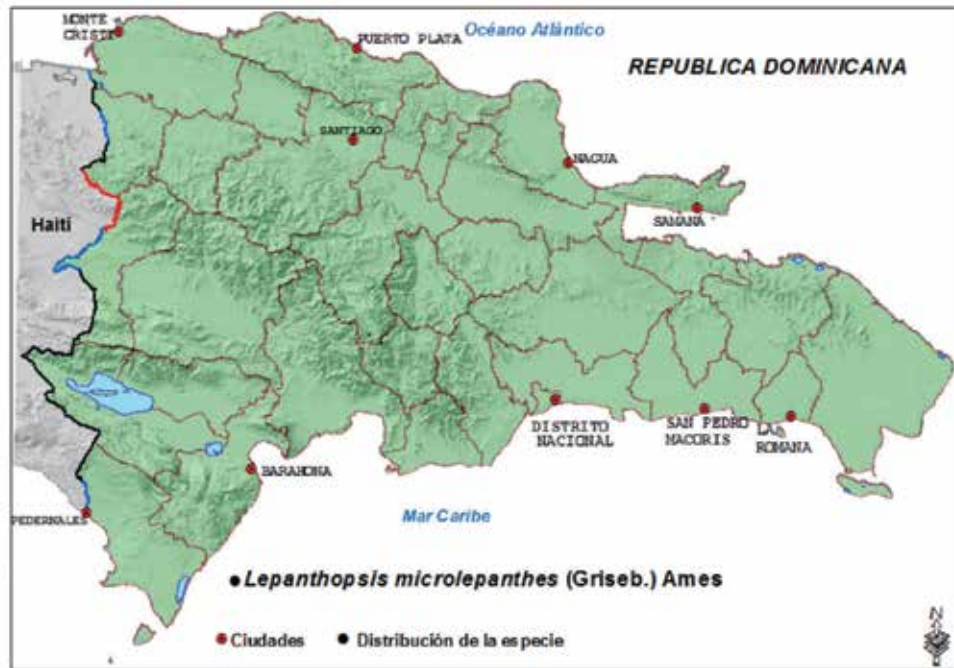 MONTE
CRISTI
PUERTO PLATA
Océano Atlántico
REPUBLICA DOMINICANA
SANTIAGO
NAGUA
SAMANA
Haití
DISTRITO
NACIONAL
SAN PEDRO
MACORIS
LA
ROMANA
BARAHONA
PEDERNALES
Mar Caribe
Lepanthopsis microlepanthes (Griseb.) Ames
Ciudades
Distribución de la especie
N